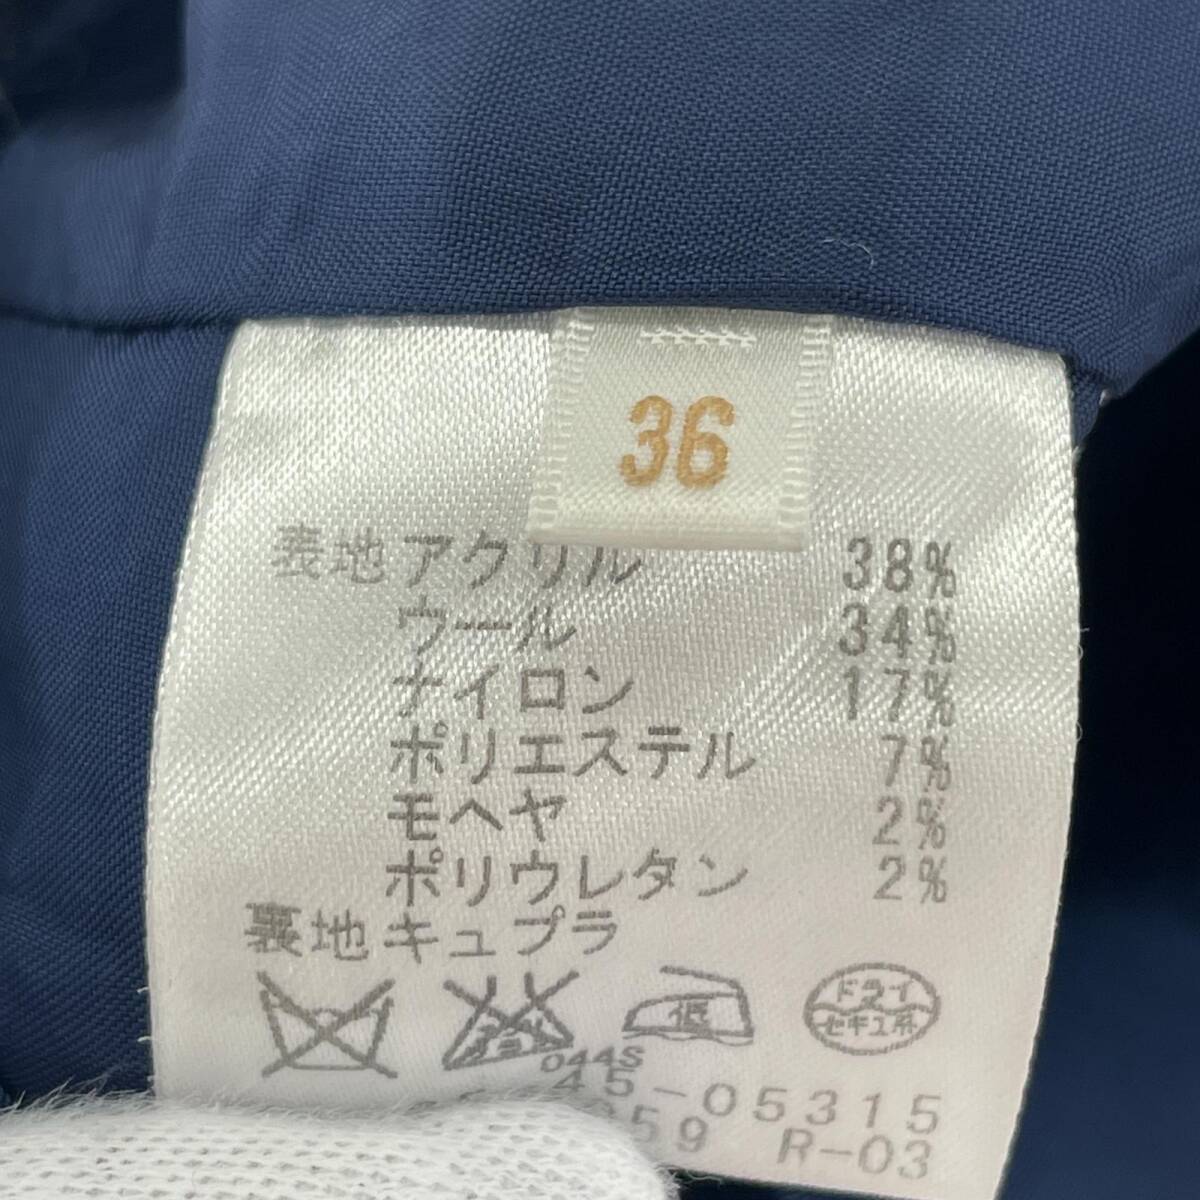 36
表地 アクリル 38%
ウール 34%
ナイロン 17%
ポリエステル 7%
モヘヤ 2%
ポリウレタン 2%
裏地 キュプラ
低
ドライ
セキユ系
044S
45-05315
59 R-03